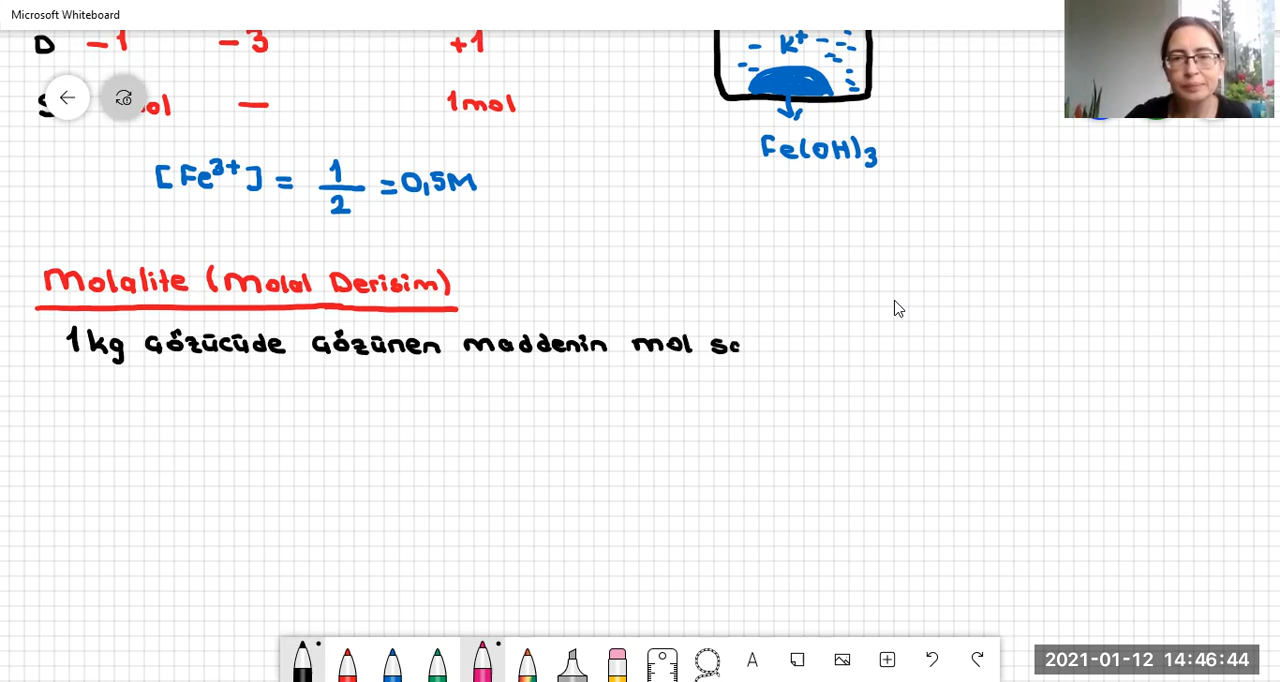 Microsoft Whiteboard
D -1 -3 +1
S ol — 1mol
- K+ -
Fe(OH)3
[Fe3+] = 1/2 = 0,5M
Molalite (Molal Derisim)
1kg çözücüde çözünen maddenin mol sa
A
2021-01-12 14:46:44